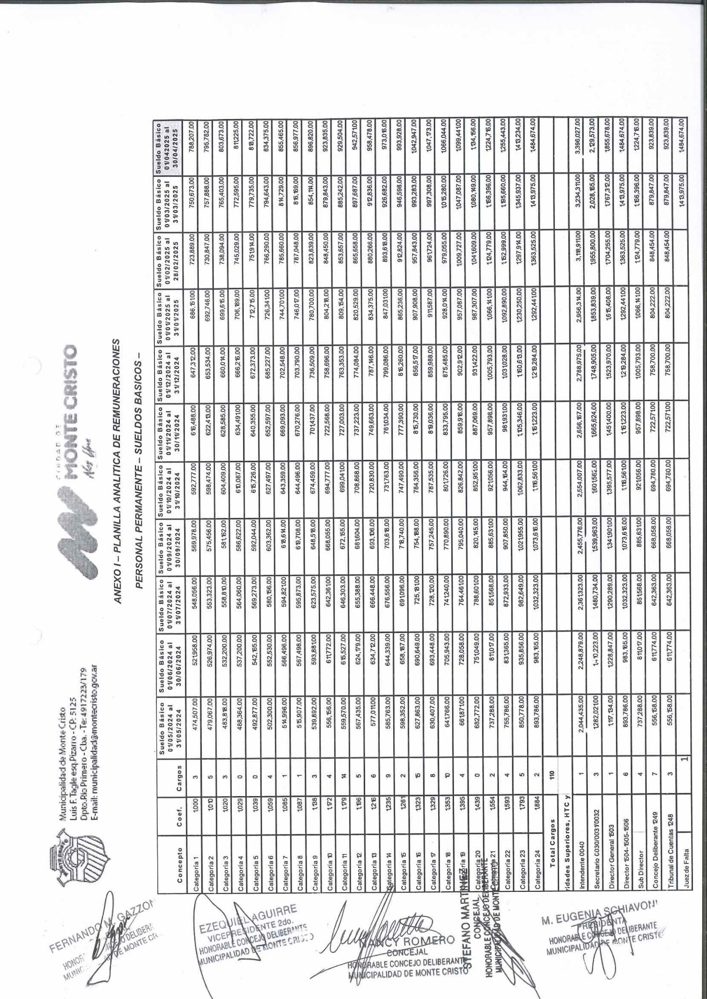 Municipalidad de Monte Cristo
Luis F. Tagle esq.Pizarro - CP. 5125
Dpto.Río Primero - Cba. - Te: 4917223/179
E-mail: municipalidad@montecristo.gov.ar
MONTE CRISTO
CIUDAD DE
MONTE CRISTO
Nos Une
ANEXO I – PLANILLA ANALITICA DE REMUNERACIONES
PERSONAL PERMANENTE – SUELDOS BASICOS –
Concepto Coef. Cargos Sueldo Básico 01/05/2024 al 31/05/2024 Sueldo Básico 01/06/2024 al 30/06/2024 Sueldo Básico 01/07/2024 al 31/07/2024 Sueldo Básico 01/09/2024 al 30/09/2024 Sueldo Básico 01/10/2024 al 31/10/2024 Sueldo Básico 01/11/2024 al 30/11/2024 Sueldo Básico 01/12/2024 al 31/12/2024 Sueldo Básico 01/01/2025 al 31/01/2025 Sueldo Básico 01/02/2025 al 28/02/2025 Sueldo Básico 01/03/2025 al 31/03/2025 Sueldo Básico 01/042025 al 30/04/2025
Categoría 1 1,000 3 474,507.00 521,958.00 548,056.00 569,978.00 592,777.00 616,488.00 647,312.00 686,151.00 723,889.00 750,673.00 788,207.00
Categoría 2 1,010 5 479,067.00 526,974.00 553,323.00 575,456.00 598,474.00 622,413.00 653,534.00 692,746.00 730,847.00 757,888.00 795,782.00
Categoría 3 1,020 3 483,818.00 532,200.00 558,810.00 581,162.00 604,409.00 628,585.00 660,014.00 699,615.00 738,094.00 765,403.00 803,673.00
Categoría 4 1,029 0 488,364.00 537,200.00 564,060.00 586,622.00 610,087.00 634,491.00 666,216.00 706,189.00 745,029.00 772,595.00 811,225.00
Categoría 5 1,039 0 492,877.00 542,165.00 569,273.00 592,044.00 615,726.00 640,355.00 672,373.00 712,715.00 751,914.00 779,735.00 818,722.00
Categoría 6 1,059 4 502,300.00 552,530.00 580,156.00 603,362.00 627,497.00 652,597.00 685,227.00 726,341.00 766,290.00 794,643.00 834,375.00
Categoría 7 1,085 1 514,996.00 566,496.00 594,821.00 618,614.00 643,359.00 669,093.00 702,548.00 744,701.00 785,660.00 814,729.00 855,465.00
Categoría 8 1,087 1 515,907.00 567,498.00 595,873.00 619,708.00 644,496.00 670,276.00 703,790.00 746,017.00 787,048.00 816,169.00 856,977.00
Categoría 9 1,138 3 539,892.00 593,881.00 623,575.00 648,518.00 674,459.00 701,437.00 736,509.00 780,700.00 823,639.00 854,114.00 896,820.00
Categoría 10 1,172 4 556,156.00 611,772.00 642,361.00 668,055.00 694,777.00 722,568.00 758,696.00 804,218.00 848,450.00 879,843.00 923,835.00
Categoría 11 1,179 14 559,570.00 615,527.00 646,303.00 672,155.00 699,041.00 727,003.00 763,353.00 809,154.00 853,657.00 885,242.00 929,504.00
Categoría 12 1,196 5 567,435.00 624,179.00 655,388.00 681,604.00 708,868.00 737,223.00 774,084.00 820,529.00 865,658.00 897,687.00 942,571.00
Categoría 13 1,216 6 577,011.00 634,712.00 666,448.00 693,106.00 720,830.00 749,663.00 787,146.00 834,375.00 880,266.00 912,836.00 958,478.00
Categoría 14 1,235 9 585,763.00 644,339.00 676,556.00 703,618.00 731,763.00 761,034.00 799,086.00 847,031.00 893,618.00 926,682.00 973,016.00
Categoría 15 1,261 2 598,352.00 658,187.00 691,096.00 718,740.00 747,490.00 777,390.00 816,260.00 865,236.00 912,824.00 946,598.00 993,928.00
Categoría 16 1,323 15 627,863.00 690,649.00 725,181.00 754,188.00 784,356.00 815,730.00 856,517.00 907,908.00 957,843.00 993,283.00 1,042,947.00
Categoría 17 1,329 8 630,407.00 693,448.00 728,120.00 757,245.00 787,535.00 819,036.00 859,988.00 911,587.00 961,724.00 997,308.00 1,047,173.00
Categoría 18 1,353 10 641,766.00 705,943.00 741,240.00 770,890.00 801,726.00 833,795.00 875,485.00 928,014.00 979,055.00 1,015,280.00 1,066,044.00
Categoría 19 1,395 4 661,871.00 728,058.00 764,461.00 795,040.00 826,842.00 859,916.00 902,912.00 957,087.00 1,009,727.00 1,047,087.00 1,099,441.00
Categoría 20 1,439 0 682,772.00 751,049.00 788,601.00 820,145.00 852,951.00 887,069.00 931,422.00 987,307.00 1,041,609.00 1,080,149.00 1,134,156.00
Categoría 21 1,554 2 737,288.00 811,017.00 851,568.00 885,631.00 921,056.00 957,898.00 1,005,793.00 1,066,141.00 1,124,779.00 1,166,396.00 1,224,716.00
Categoría 22 1,593 4 755,786.00 831,365.00 872,933.00 907,850.00 944,164.00 981,931.00 1,031,028.00 1,092,890.00 1,152,999.00 1,195,660.00 1,255,443.00
Categoría 23 1,793 5 850,778.00 935,856.00 982,649.00 1,021,955.00 1,062,833.00 1,105,346.00 1,160,613.00 1,230,250.00 1,297,914.00 1,345,937.00 1,413,234.00
Categoría 24 1,884 2 893,786.00 983,165.00 1,032,323.00 1,073,616.00 1,116,561.00 1,161,223.00 1,219,284.00 1,292,441.00 1,363,525.00 1,413,975.00 1,484,674.00
Total Cargos 110
ridades Superiores, HTC y
Intendente 0040 1 2,044,435.00 2,248,879.00 2,361,323.00 2,455,776.00 2,554,007.00 2,656,167.00 2,788,975.00 2,956,314.00 3,118,911.00 3,234,311.00 3,396,027.00
Secretario C030/0031/0032 3 1,282,021.00 ,223.00 1,480,734.00 1,539,963.00 1,601,562.00 1,665,624.00 1,748,905.00 1,853,839.00 1,955,800.00 2,028,165.00 2,129,573.00
Director General 1503 1 1,117,134.00 1,228,847.00 1,290,289.00 1,341,901.00 1,395,577.00 1,451,400.00 1,523,970.00 1,615,408.00 1,704,255.00 1,767,312.00 1,855,678.00
Director 1504-1505-1506 6 893,786.00 983,165.00 1,032,323.00 1,073,616.00 1,116,561.00 1,161,223.00 1,219,284.00 1,292,441.00 1,363,525.00 1,413,975.00 1,484,674.00
Sub Director 4 737,288.00 811,017.00 851,568.00 885,631.00 921,056.00 957,898.00 1,005,793.00 1,066,141.00 1,124,779.00 1,166,396.00 1,224,716.00
Concejo Deliberante 1249 7 556,158.00 611,774.00 642,363.00 668,058.00 694,780.00 722,571.00 758,700.00 804,222.00 848,454.00 879,847.00 923,839.00
Tribunal de Cuentas 1248 3 556,158.00 611,774.00 642,363.00 668,058.00 694,760.00 722,571.00 758,700.00 804,222.00 848,454.00 879,847.00 923,839.00
Juez de Falta 1 1,413,975.00 1,484,674.00
FERNANDO M. GAZZON
EZEQUIEL AGUIRRE
VICEPRESIDENTE 2do.
HONORABLE CONCEJO DELIBERANTE
MUNICIPALIDAD DE MONTE CRISTO
NANCY ROMERO
CONCEJAL
HONORABLE CONCEJO DELIBERANTE
MUNICIPALIDAD DE MONTE CRISTO
STEFANO MARTINEZ
CONCEJAL
HONORABLE CONCEJO DELIBERANTE
MUNICIPALIDAD DE MONTE CRISTO
M. EUGENIA SCHIAVONI
PRESIDENTA
HONORABLE CONCEJO DELIBERANTE
MUNICIPALIDAD DE MONTE CRISTO